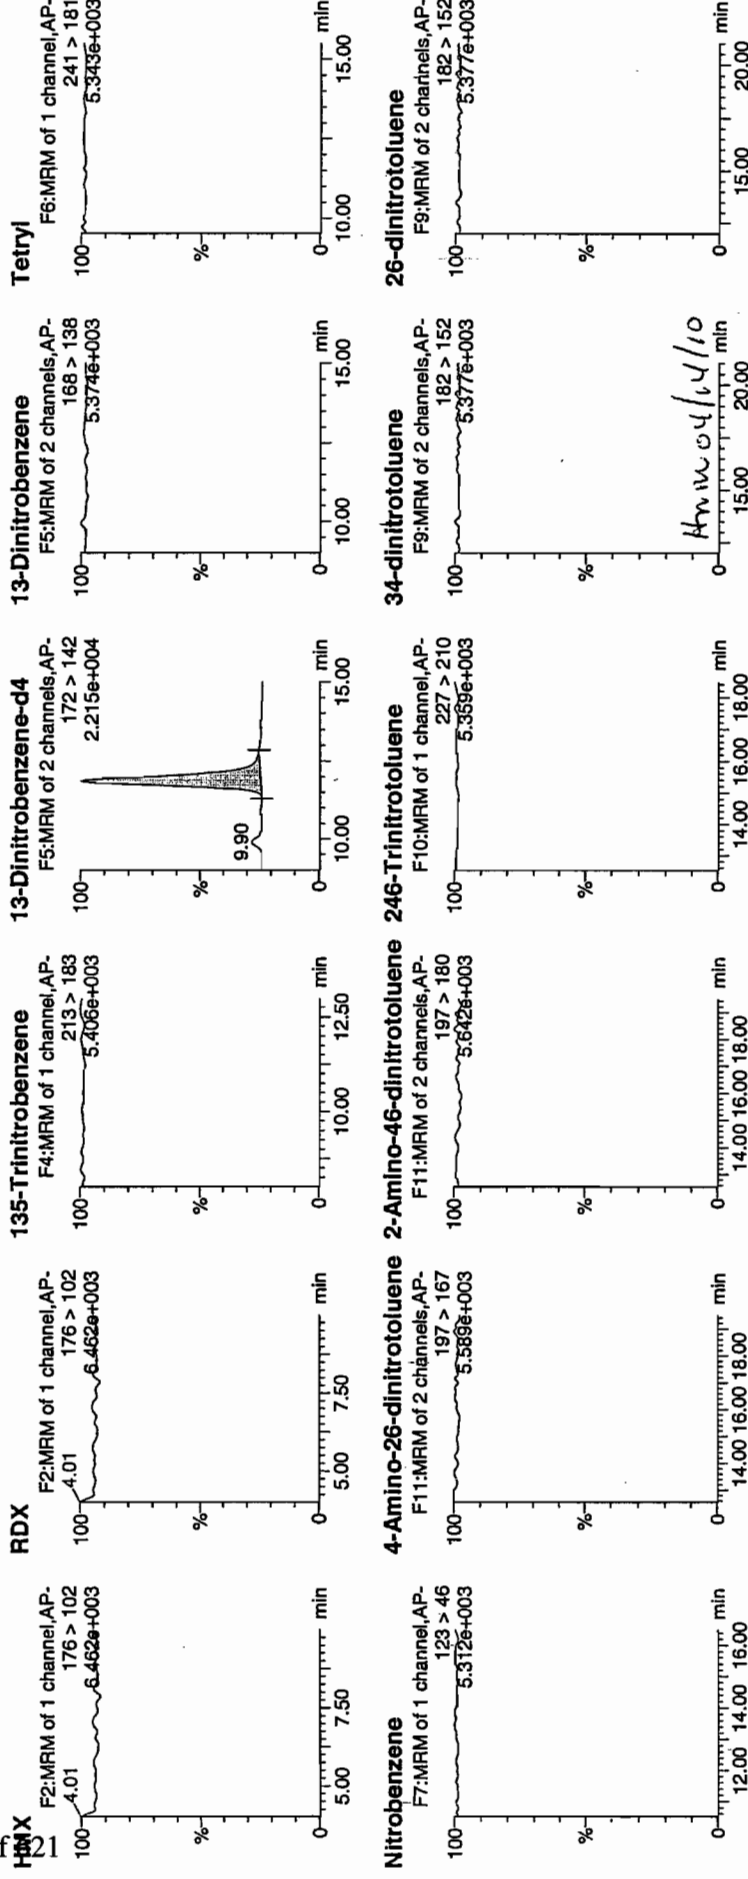 HMX
F2:MRM of 1 channel,AP-
176 > 102
6.462e+003
4.01
100
%
0
5.00 7.50 min
RDX
F2:MRM of 1 channel,AP-
176 > 102
6.462e+003
4.01
100
%
0
5.00 7.50 min
135-Trinitrobenzene
F4:MRM of 1 channel,AP-
213 > 183
5.406e+003
100
%
0
10.00 12.50 min
13-Dinitrobenzene-d4
F5:MRM of 2 channels,AP-
172 > 142
2.215e+004
100
%
9.90
0
10.00 15.00 min
13-Dinitrobenzene
F5:MRM of 2 channels,AP-
168 > 138
5.374e+003
100
%
0
10.00 15.00 min
Tetryl
F6:MRM of 1 channel,AP-
241 > 181
5.343e+003
100
%
0
10.00 15.00 min
Nitrobenzene
F7:MRM of 1 channel,AP-
123 > 46
5.312e+003
100
%
0
12.00 14.00 16.00 min
4-Amino-26-dinitrotoluene
F11:MRM of 2 channels,AP-
197 > 167
5.589e+003
100
%
0
14.00 16.00 18.00 min
2-Amino-46-dinitrotoluene
F11:MRM of 2 channels,AP-
197 > 180
5.642e+003
100
%
0
14.00 16.00 18.00 min
246-Trinitrotoluene
F10:MRM of 1 channel,AP-
227 > 210
5.359e+003
100
%
0
14.00 16.00 18.00 min
34-dinitrotoluene
F9:MRM of 2 channels,AP-
182 > 152
5.377e+003
100
%
04/14/10
0
15.00 20.00 min
26-dinitrotoluene
F9:MRM of 2 channels,AP-
182 > 152
5.377e+003
100
%
0
15.00 20.00 min